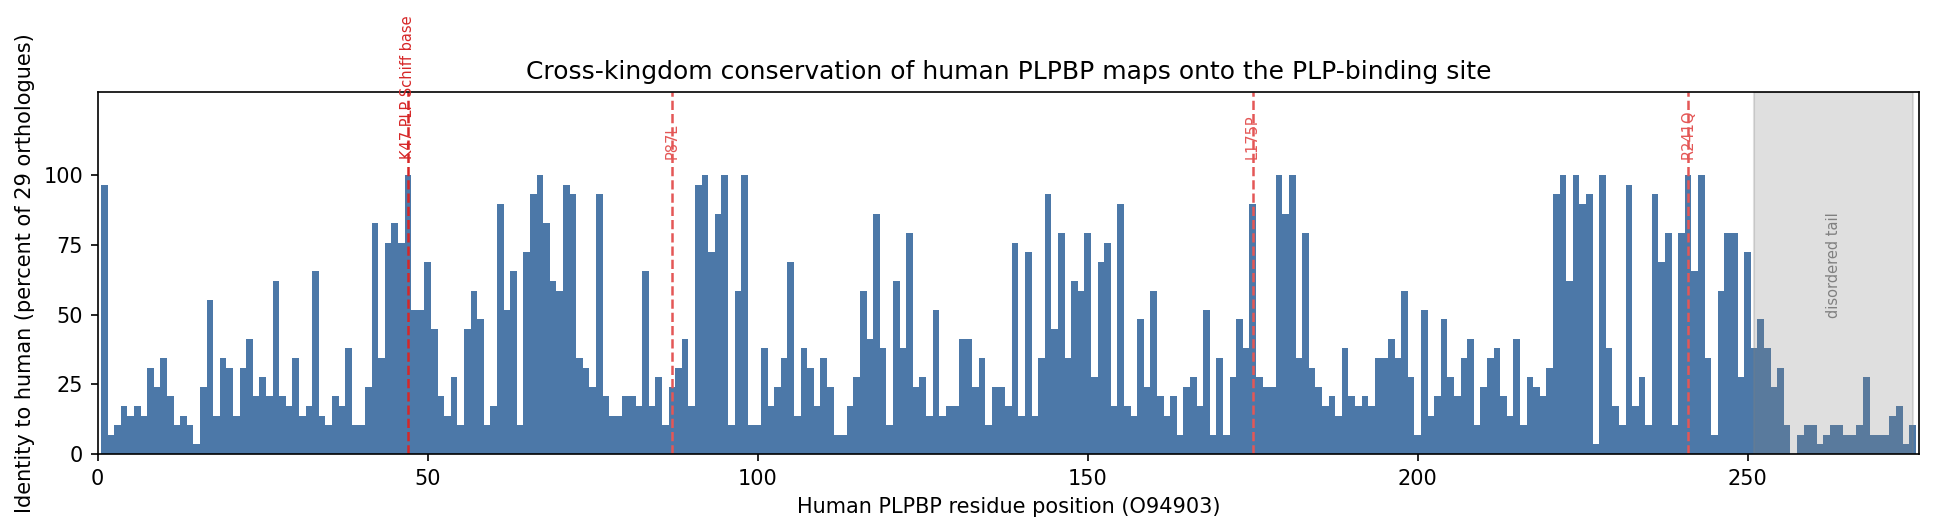 Cross-kingdom conservation of human PLPBP maps onto the PLP-binding site
Identity to human (percent of 29 orthologues)
K47 PLP Schiff base
P87L
L175P
R241Q
disordered tail
100
75
50
25
0
0 50 100 150 200 250
Human PLPBP residue position (O94903)